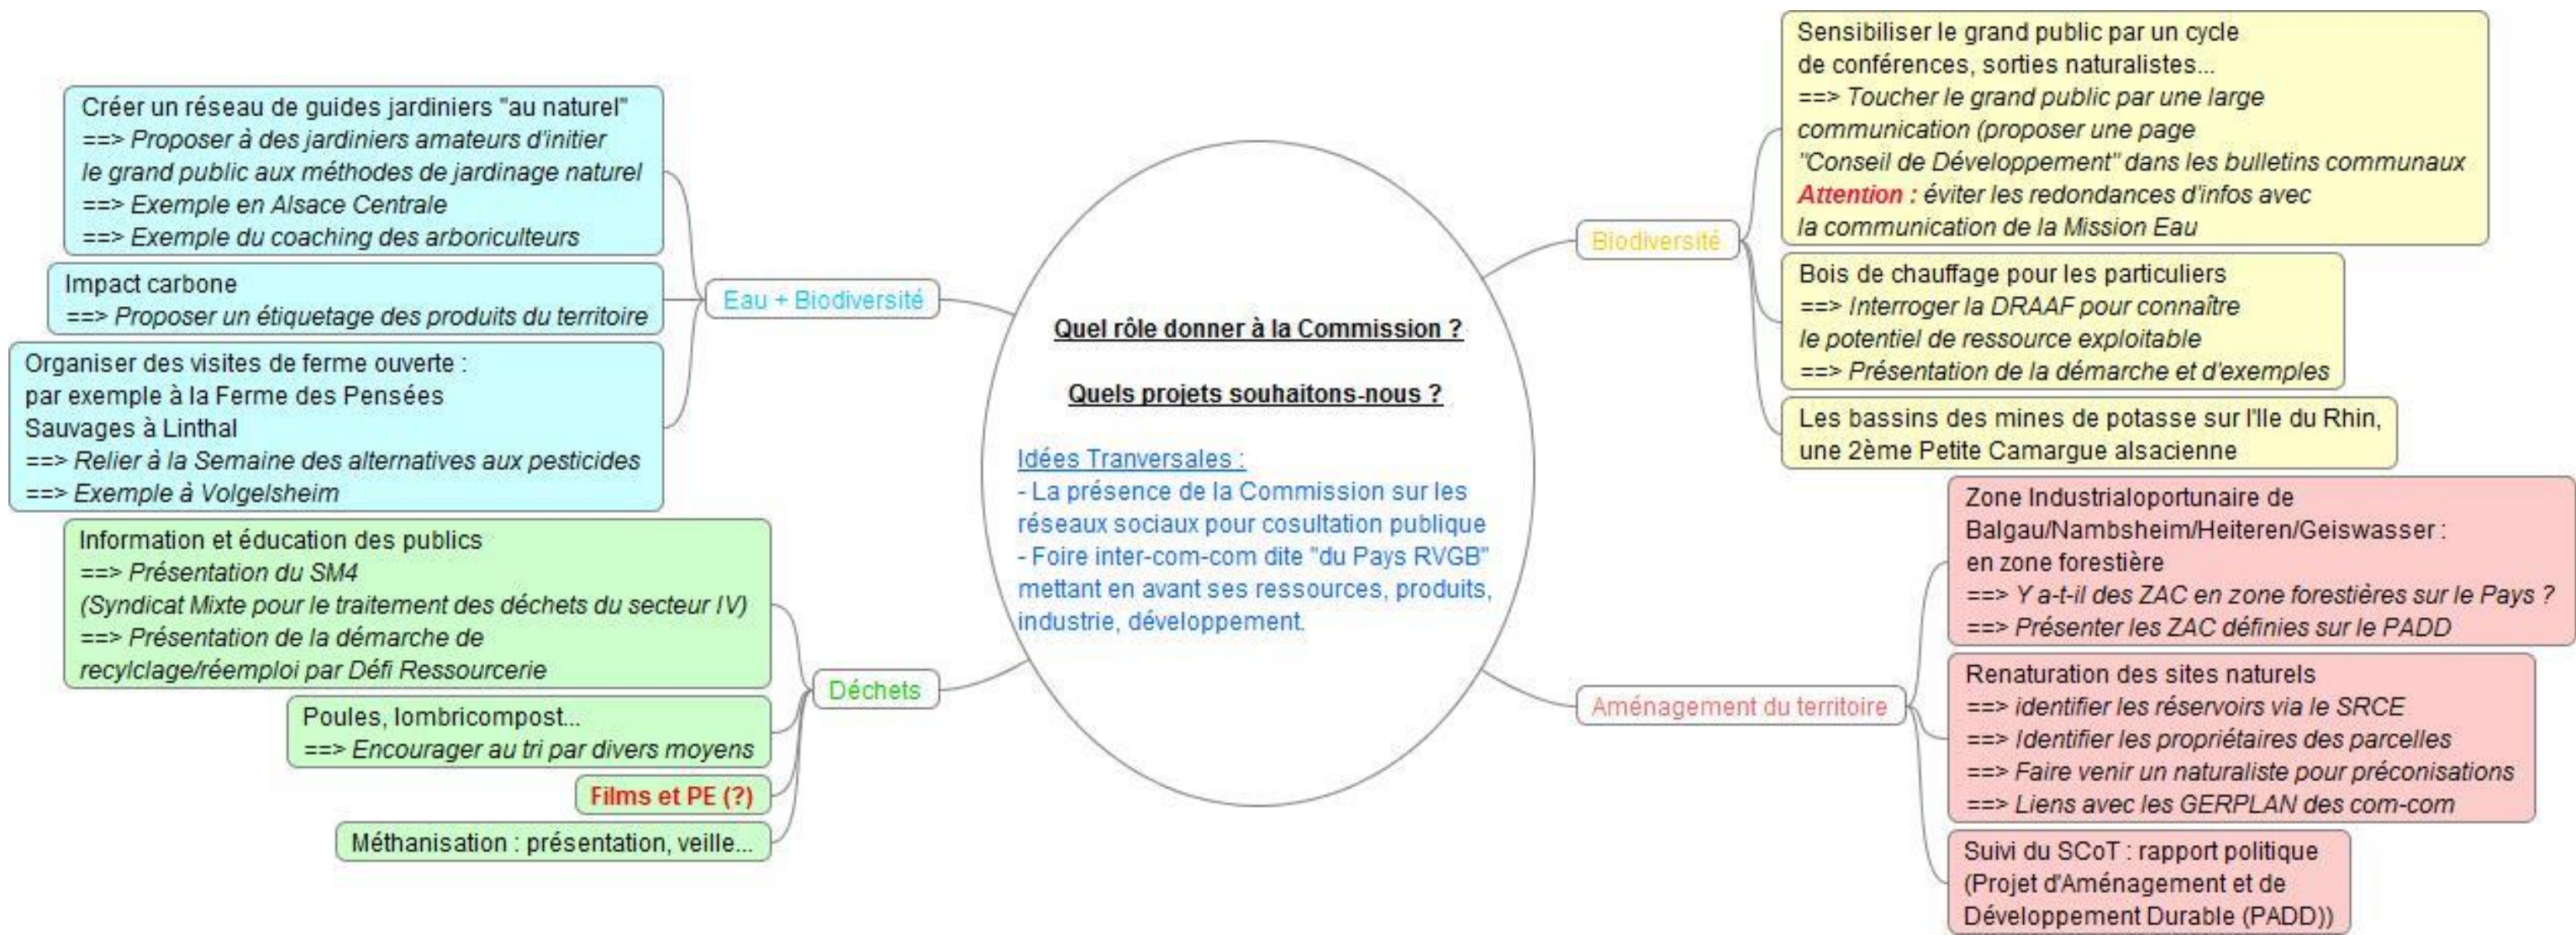 Créer un réseau de guides jardiniers "au naturel"
==> Proposer à des jardiniers amateurs d'initier
le grand public aux méthodes de jardinage naturel
==> Exemple en Alsace Centrale
==> Exemple du coaching des arboriculteurs
Impact carbone
==> Proposer un étiquetage des produits du territoire
Organiser des visites de ferme ouverte :
par exemple à la Ferme des Pensées
Sauvages à Linthal
==> Relier à la Semaine des alternatives aux pesticides
==> Exemple à Volgelsheim
Eau + Biodiversité
Information et éducation des publics
==> Présentation du SM4
(Syndicat Mixte pour le traitement des déchets du secteur IV)
==> Présentation de la démarche de
recylclage/réemploi par Défi Ressourcerie
Poules, lombricompost...
==> Encourager au tri par divers moyens
Films et PE (?)
Méthanisation : présentation, veille...
Déchets
Quel rôle donner à la Commission ?
Quels projets souhaitons-nous ?
Idées Tranversales :
- La présence de la Commission sur les
réseaux sociaux pour cosultation publique
- Foire inter-com-com dite "du Pays RVGB"
mettant en avant ses ressources, produits,
industrie, développement.
Biodiversité
Sensibiliser le grand public par un cycle
de conférences, sorties naturalistes...
==> Toucher le grand public par une large
communication (proposer une page
"Conseil de Développement" dans les bulletins communaux
Attention : éviter les redondances d'infos avec
la communication de la Mission Eau
Bois de chauffage pour les particuliers
==> Interroger la DRAAF pour connaître
le potentiel de ressource exploitable
==> Présentation de la démarche et d'exemples
Les bassins des mines de potasse sur l'Ile du Rhin,
une 2ème Petite Camargue alsacienne
Aménagement du territoire
Zone Industrialoportunaire de
Balgau/Nambsheim/Heiteren/Geiswasser :
en zone forestière
==> Y a-t-il des ZAC en zone forestières sur le Pays ?
==> Présenter les ZAC définies sur le PADD
Renaturation des sites naturels
==> identifier les réservoirs via le SRCE
==> Identifier les propriétaires des parcelles
==> Faire venir un naturaliste pour préconisations
==> Liens avec les GERPLAN des com-com
Suivi du SCoT : rapport politique
(Projet d'Aménagement et de
Développement Durable (PADD))